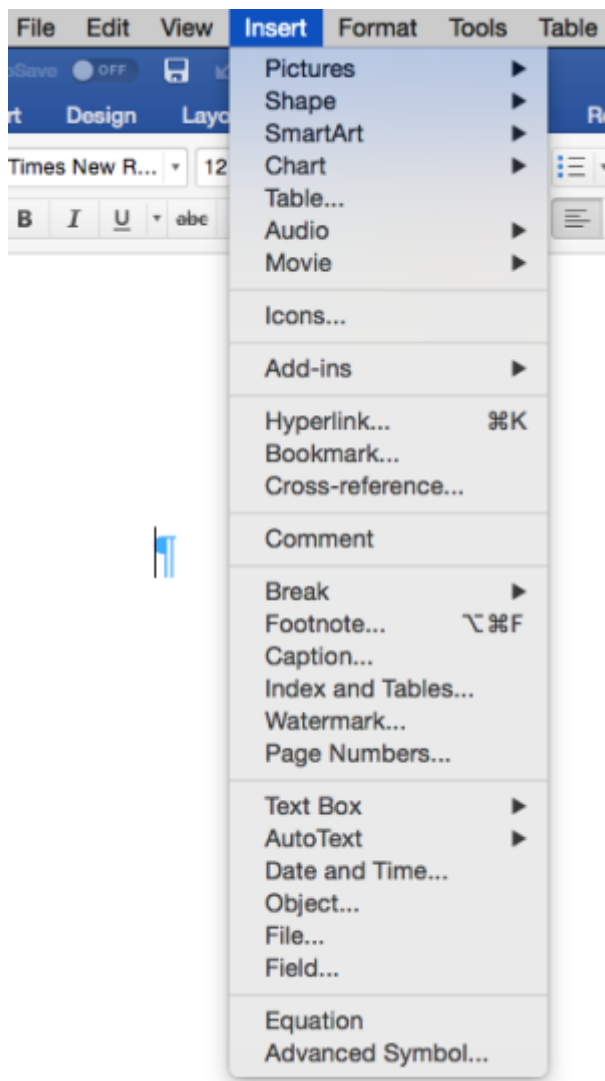 File Edit View Insert Format Tools Table
Save OFF
Design
Times New R... 12
B I U abc
Pictures
Shape
SmartArt
Chart
Table...
Audio
Movie
Icons...
Add-ins
Hyperlink... ⌘K
Bookmark...
Cross-reference...
Comment
Break
Footnote... ⌥⌘F
Caption...
Index and Tables...
Watermark...
Page Numbers...
Text Box
AutoText
Date and Time...
Object...
File...
Field...
Equation
Advanced Symbol...
¶